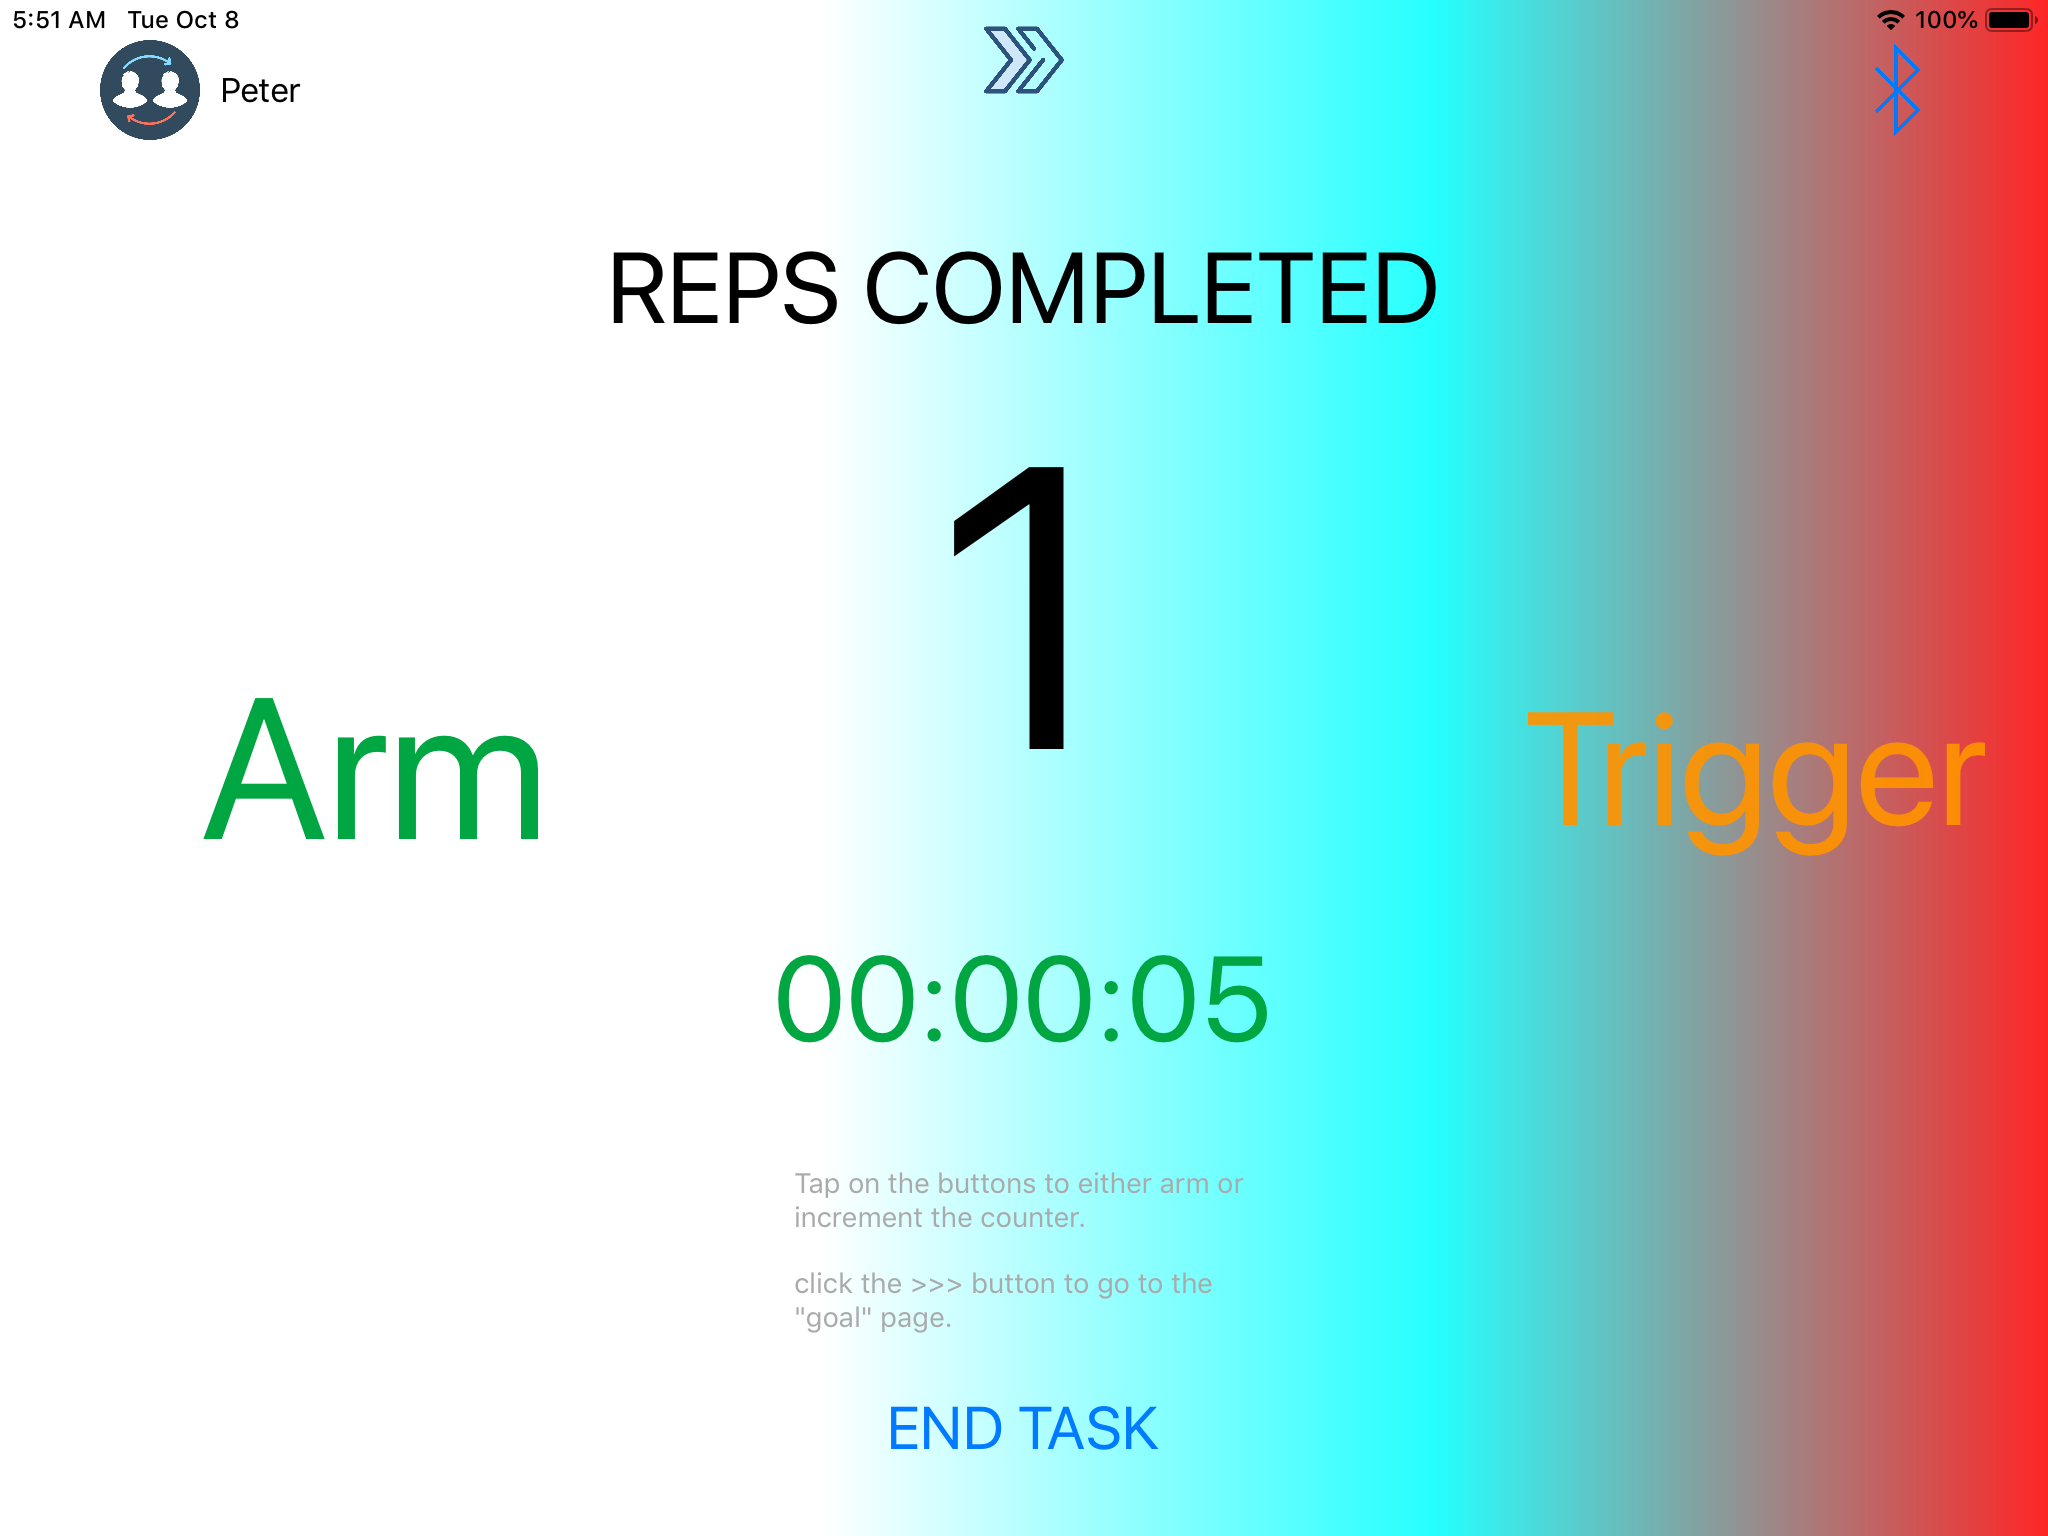 5:51 AM Tue Oct 8
100%
Peter
REPS COMPLETED
1
Arm
Trigger
00:00:05
Tap on the buttons to either arm or
increment the counter.
click the >>> button to go to the
"goal" page.
END TASK